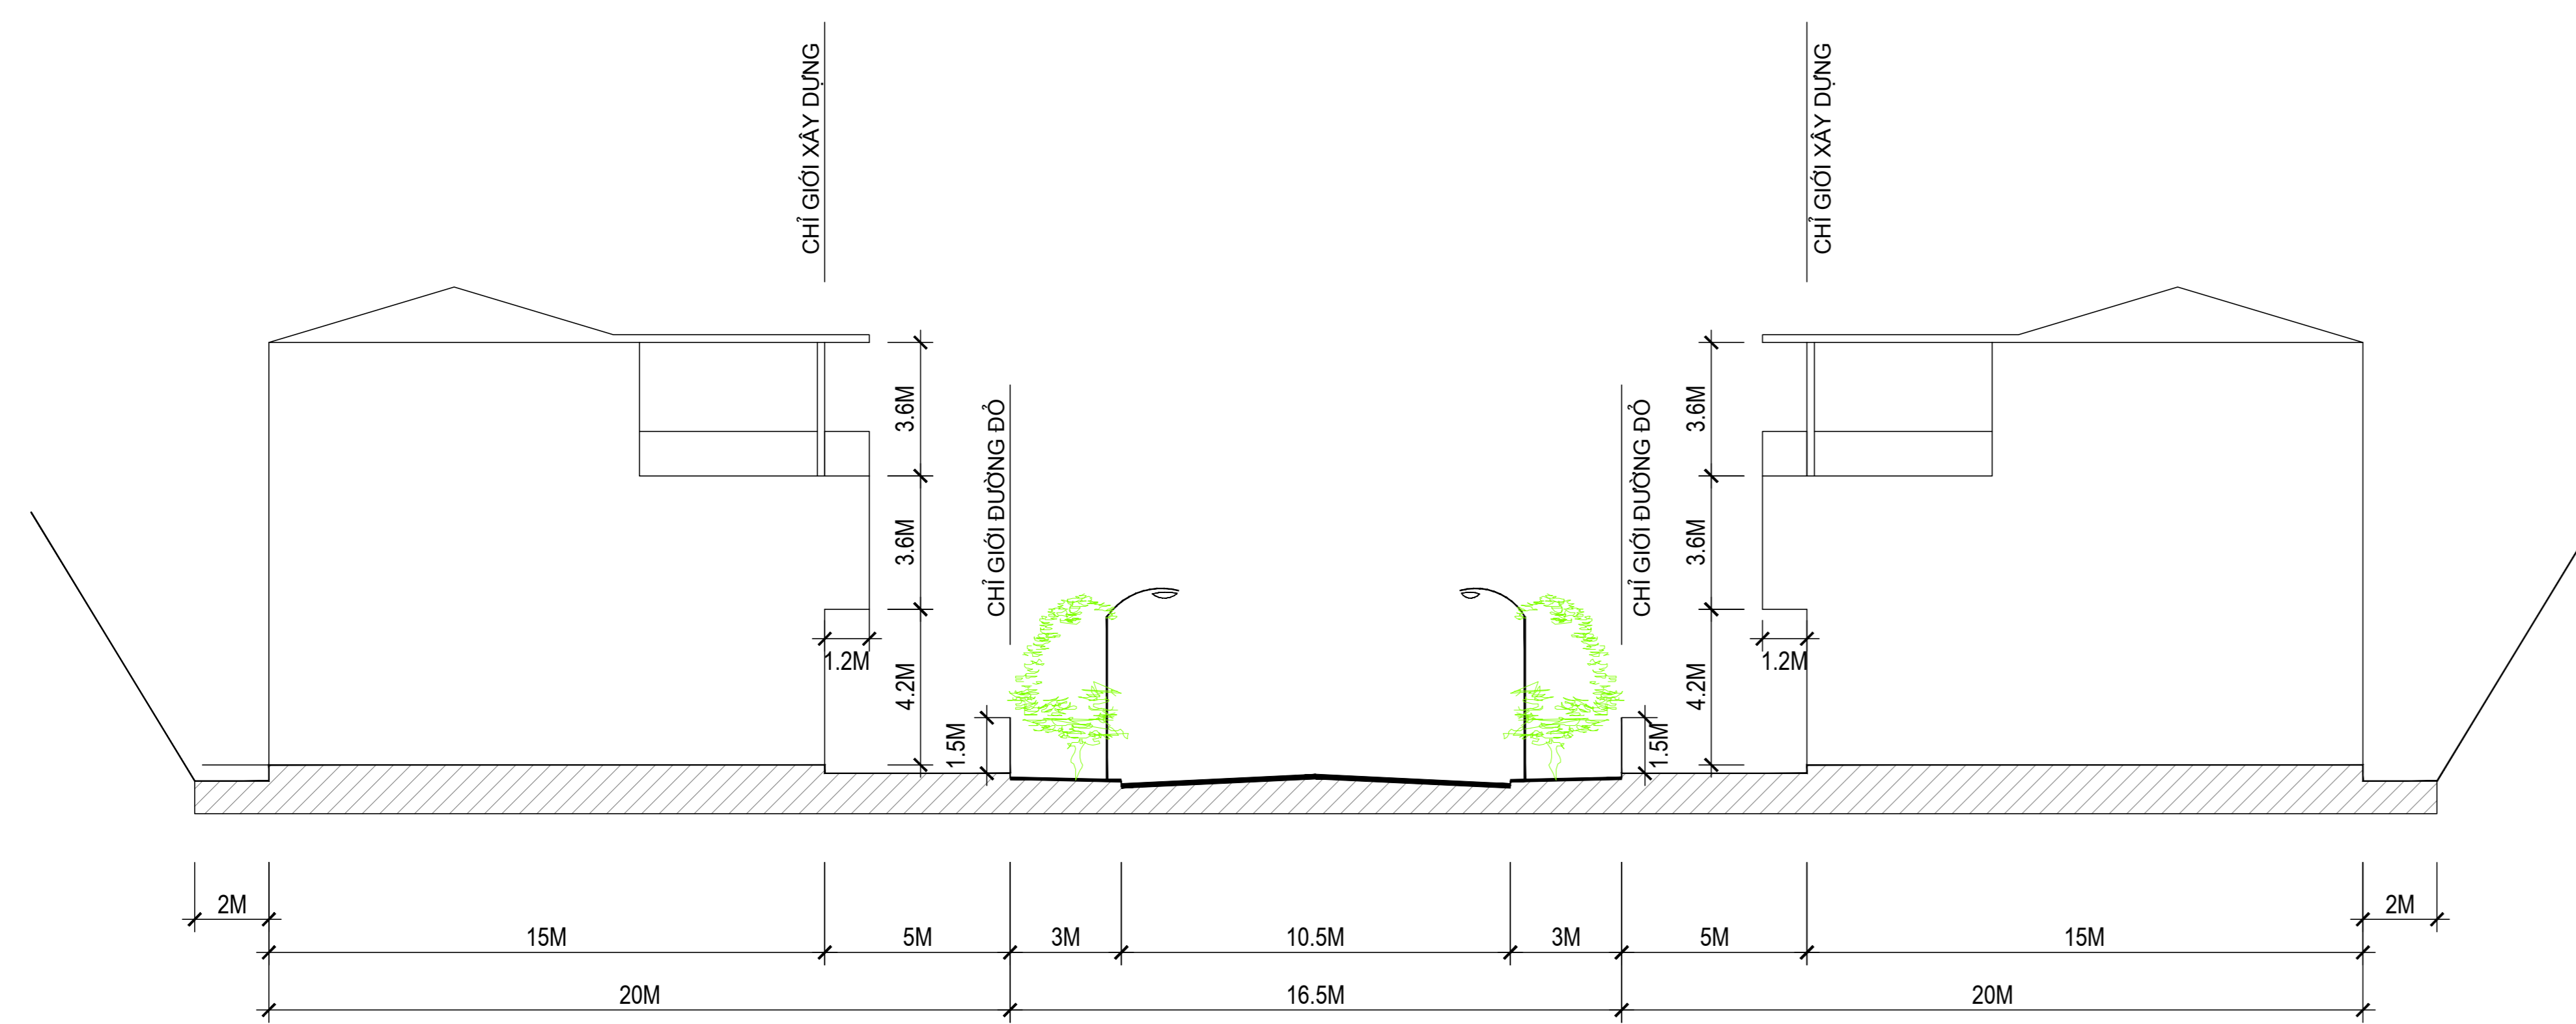 CHỈ GIỚI XÂY DỰNG
CHỈ GIỚI XÂY DỰNG
3.6M
CHỈ GIỚI ĐƯỜNG ĐỎ
CHỈ GIỚI ĐƯỜNG ĐỎ
3.6M
3.6M
3.6M
1.2M
4.2M
1.5M
1.5M
4.2M
1.2M
2M
2M
15M
5M
3M
10.5M
3M
5M
15M
20M
16.5M
20M